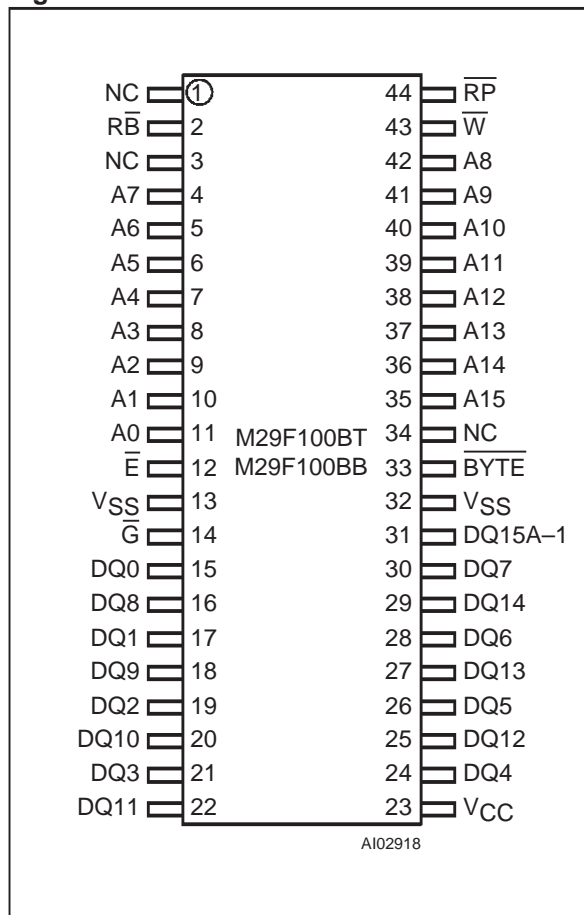 NC 1 44 R̅P̅
RB̅ 2 43 W̅
NC 3 42 A8
A7 4 41 A9
A6 5 40 A10
A5 6 39 A11
A4 7 38 A12
A3 8 37 A13
A2 9 36 A14
A1 10 35 A15
A0 11 M29F100BT 34 NC
E̅ 12 M29F100BB 33 B̅Y̅T̅E̅
VSS 13 32 VSS
G̅ 14 31 DQ15A–1
DQ0 15 30 DQ7
DQ8 16 29 DQ14
DQ1 17 28 DQ6
DQ9 18 27 DQ13
DQ2 19 26 DQ5
DQ10 20 25 DQ12
DQ3 21 24 DQ4
DQ11 22 23 VCC
AI02918